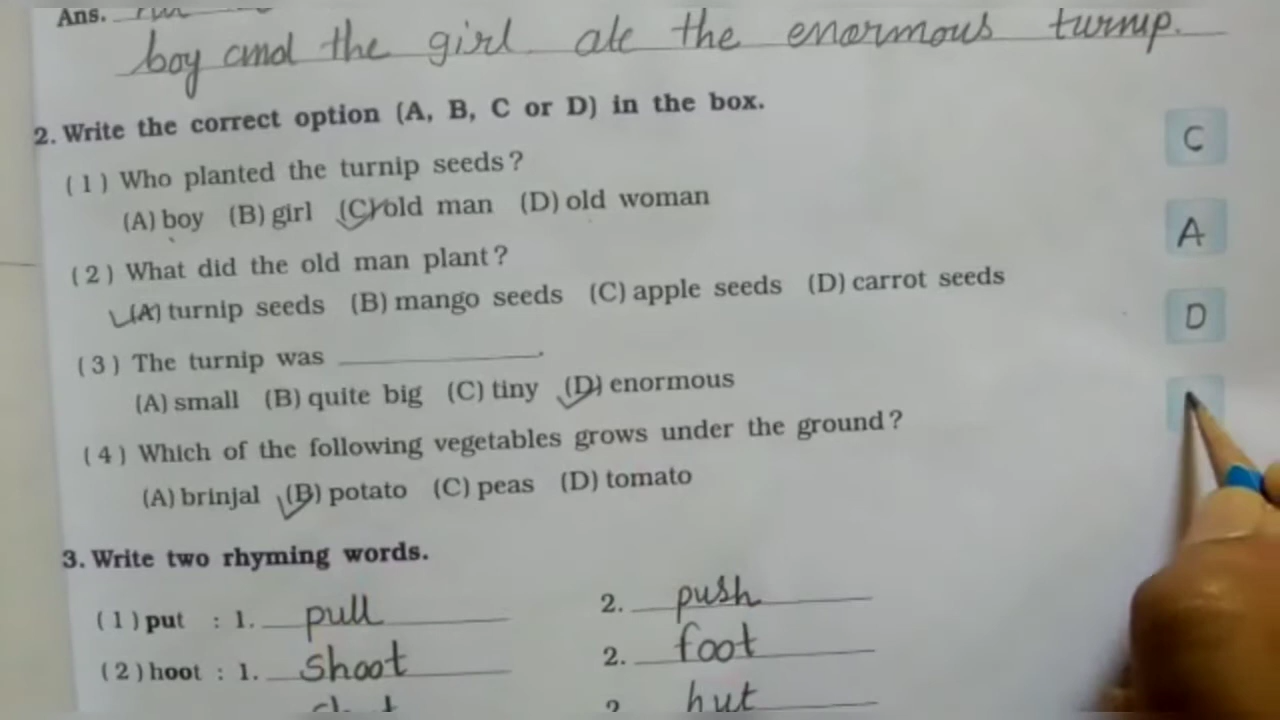 Ans.
boy and the girl ate the enormous turnip.
2. Write the correct option (A, B, C or D) in the box.
(1) Who planted the turnip seeds? C
(A) boy (B) girl (C) old man (D) old woman
(2) What did the old man plant? A
(A) turnip seeds (B) mango seeds (C) apple seeds (D) carrot seeds
(3) The turnip was __________. D
(A) small (B) quite big (C) tiny (D) enormous
(4) Which of the following vegetables grows under the ground?
(A) brinjal (B) potato (C) peas (D) tomato
3. Write two rhyming words.
(1) put : 1. pull 2. push
(2) hoot : 1. shoot 2. foot
2. hut